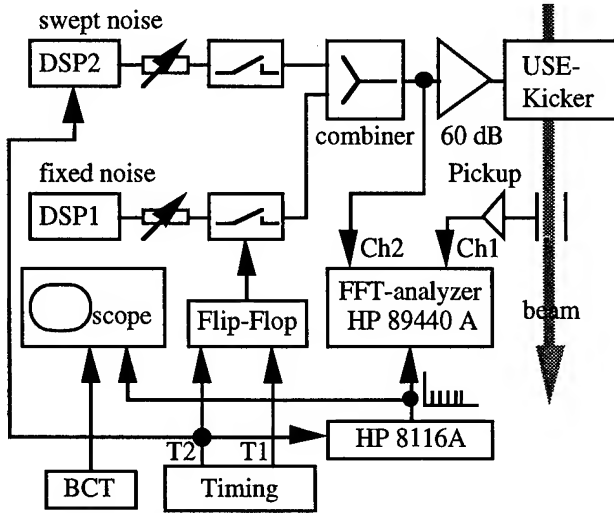 swept noise
DSP2
USE-
Kicker
combiner
60 dB
fixed noise
Pickup
DSP1
Ch2
Ch1
FFT-analyzer
HP 89440 A
scope
Flip-Flop
beam
T2
T1
HP 8116A
BCT
Timing